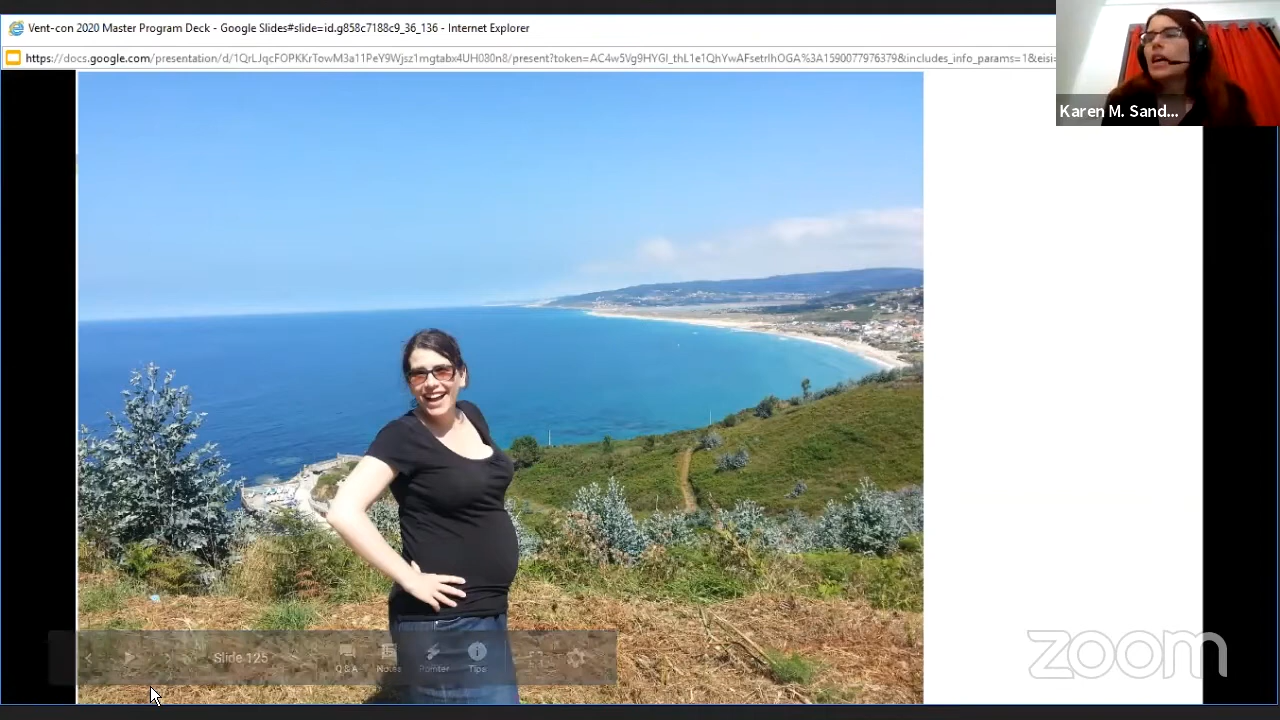 Vent-con 2020 Master Program Deck - Google Slides#slide=id.g858c7188c9_36_136 - Internet Explorer
https://docs.google.com/presentation/d/1QrLJqcFOPKKrTowM3a11PeY9Wjsz1mgtabx4UH080n8/present?token=AC4w5Vg9HYGI_thL1e1QhYwAFsetrlhOGA%3A1590077976379&includes_info_params=1&eisi=
Karen M. Sand...
Slide 125
Q&A Notes Pointer Tips
zoom